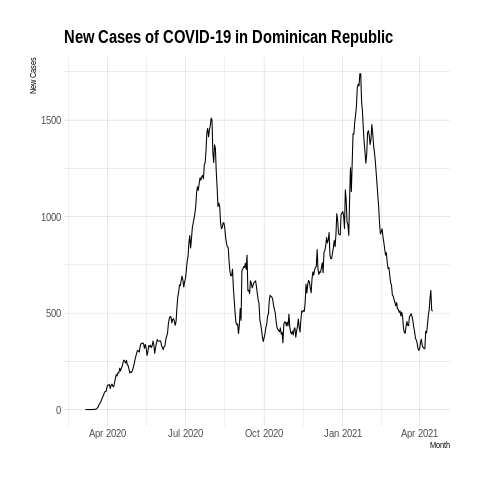 New Cases of COVID-19 in Dominican Republic
New Cases
1500
1000
500
0
Apr 2020 Jul 2020 Oct 2020 Jan 2021 Apr 2021
Month